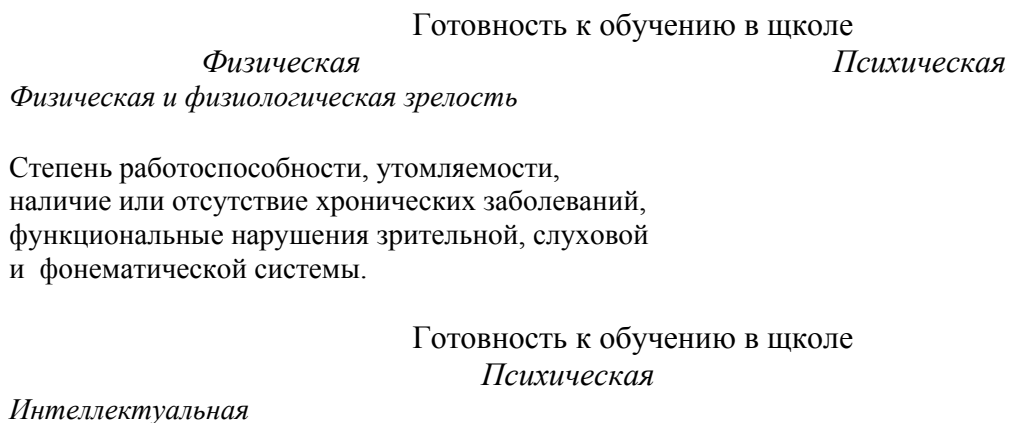 Готовность к обучению в щколе
Физическая Психическая
Физическая и физиологическая зрелость
Степень работоспособности, утомляемости,
наличие или отсутствие хронических заболеваний,
функциональные нарушения зрительной, слуховой
и фонематической системы.
Готовность к обучению в щколе
Психическая
Интеллектуальная